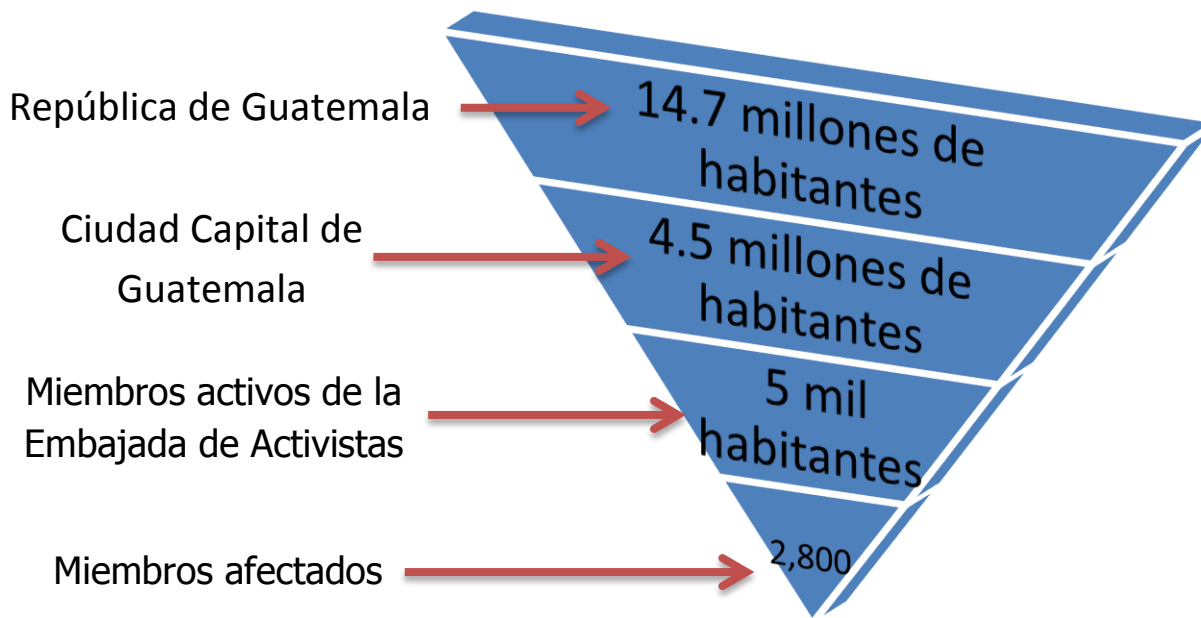 República de Guatemala
14.7 millones de
habitantes
Ciudad Capital de
Guatemala
4.5 millones de
habitantes
Miembros activos de la
Embajada de Activistas
5 mil
habitantes
Miembros afectados
2,800